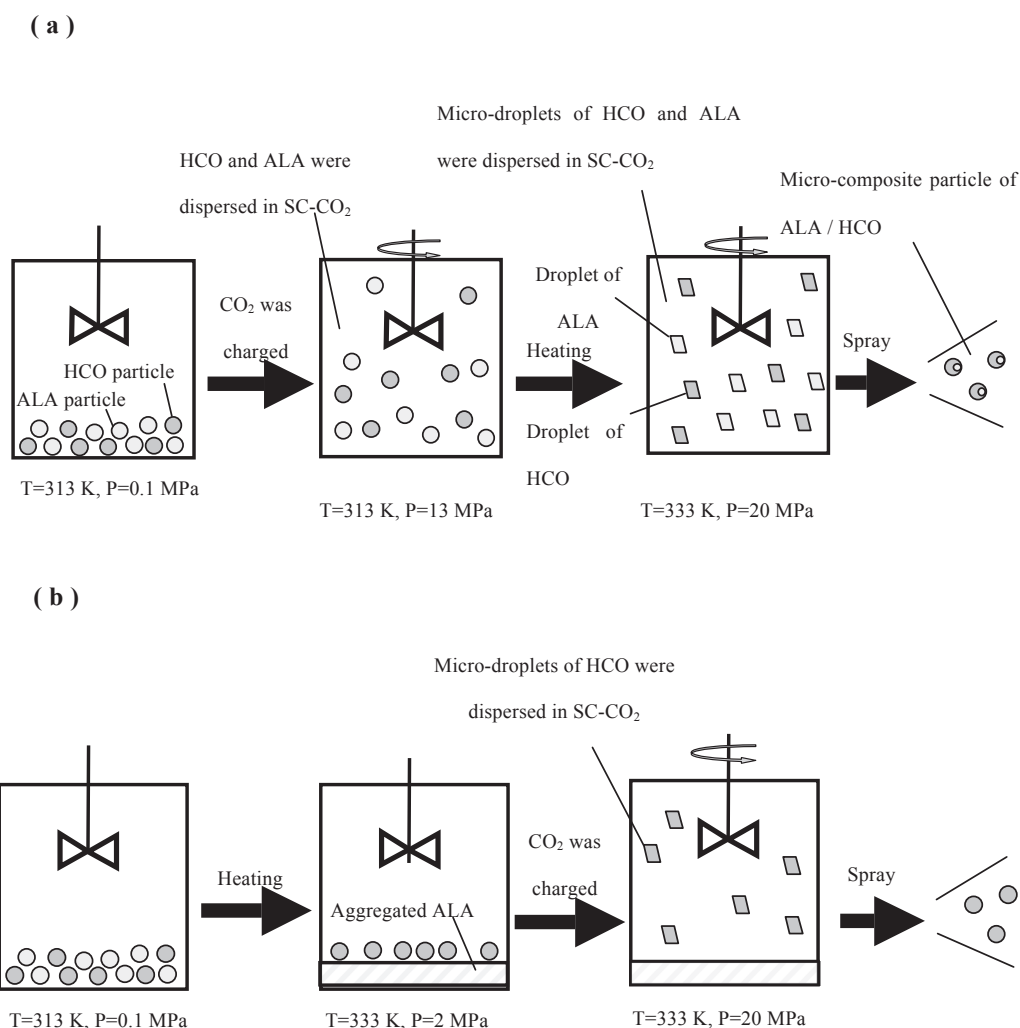 ( a )
Micro-droplets of HCO and ALA
were dispersed in SC-CO₂
HCO and ALA were
dispersed in SC-CO₂
Micro-composite particle of
ALA / HCO
CO₂ was
charged
Droplet of
ALA
Heating
Spray
HCO particle
ALA particle
Droplet of
HCO
T=313 K, P=0.1 MPa
T=313 K, P=13 MPa
T=333 K, P=20 MPa
( b )
Micro-droplets of HCO were
dispersed in SC-CO₂
Heating
CO₂ was
charged
Spray
Aggregated ALA
T=313 K, P=0.1 MPa
T=333 K, P=2 MPa
T=333 K, P=20 MPa